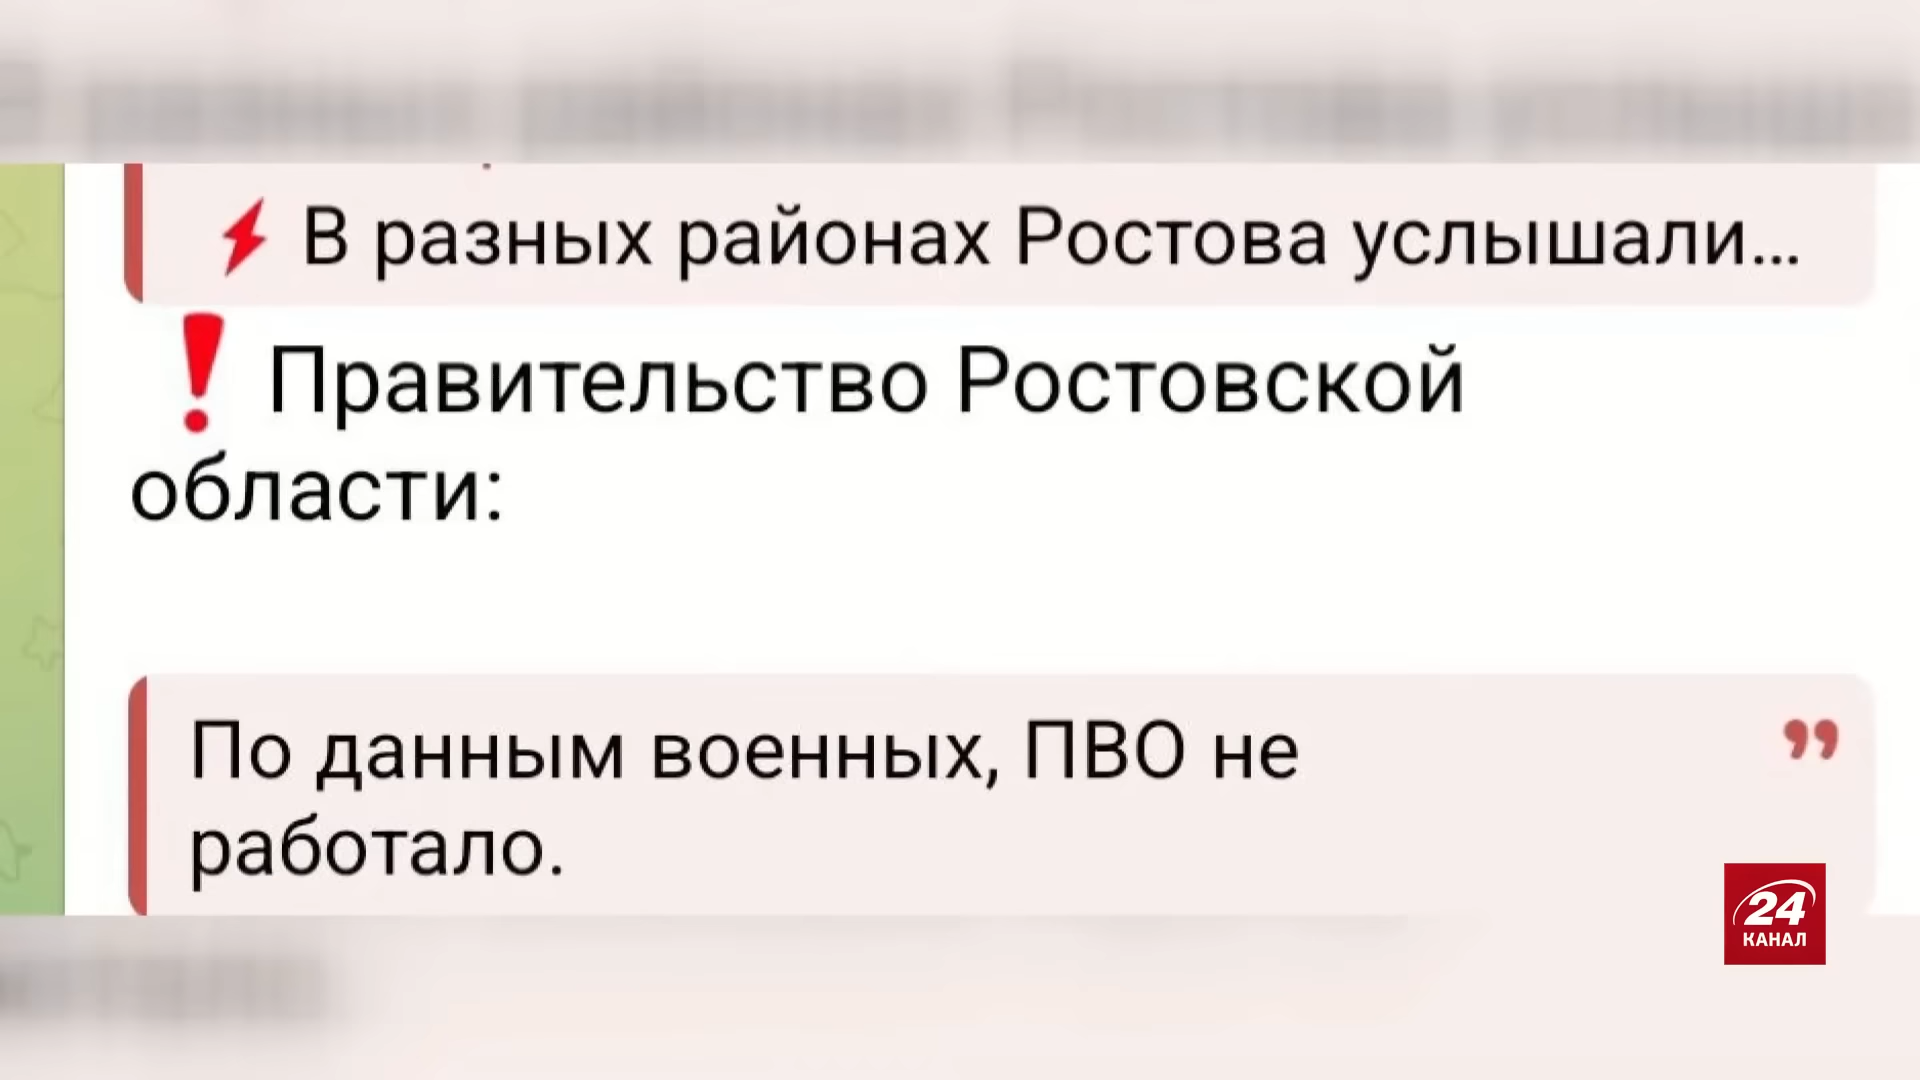 ⚡ В разных районах Ростова услышали...
❗ Правительство Ростовской
области:
По данным военных, ПВО не
работало.
24
КАНАЛ